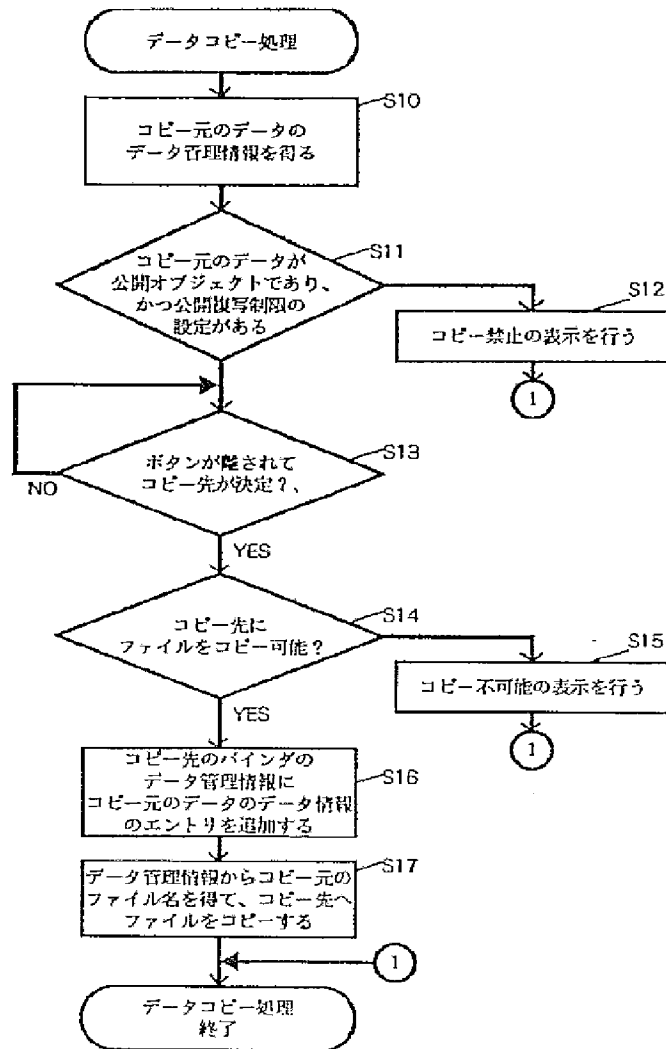 データコピー処理
S10
コピー元のデータの
データ管理情報を得る
S11
コピー元のデータが
公開オブジェクトであり、
かつ公開復写制限の
設定がある
S12
コピー禁止の表示を行う
1
S13
ボタンが離されて
コピー先が決定？、
NO
YES
S14
コピー先に
ファイルをコピー可能？
S15
コピー不可能の表示を行う
1
YES
コピー先のバインダの
データ管理情報に
コピー元のデータのデータ情報
のエントリを追加する
S16
データ管理情報からコピー元の
ファイル名を得て、コピー先へ
ファイルをコピーする
S17
1
データコピー処理
終了